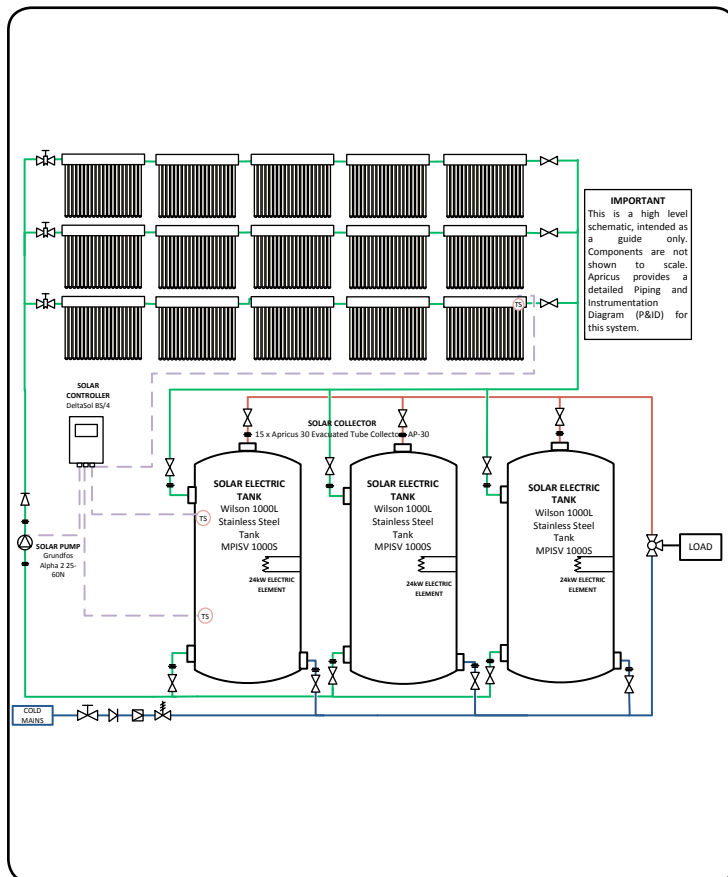 TS
IMPORTANT
This is a high level
schematic, intended as
a guide only.
Components are not
shown to scale.
Apricus provides a
detailed Piping and
Instrumentation
Diagram (P&ID) for
this system.
SOLAR
CONTROLLER
DeltaSol BS/4
SOLAR COLLECTOR
15 x Apricus 30 Evacuated Tube Collector AP-30
SOLAR ELECTRIC
TANK
Wilson 1000L
Stainless Steel
Tank
MPISV 1000S
24kW ELECTRIC
ELEMENT
TS
TS
SOLAR ELECTRIC
TANK
Wilson 1000L
Stainless Steel
Tank
MPISV 1000S
24kW ELECTRIC
ELEMENT
SOLAR ELECTRIC
TANK
Wilson 1000L
Stainless Steel
Tank
MPISV 1000S
24kW ELECTRIC
ELEMENT
SOLAR PUMP
Grundfos
Alpha 2 25-
60N
LOAD
COLD
MAINS